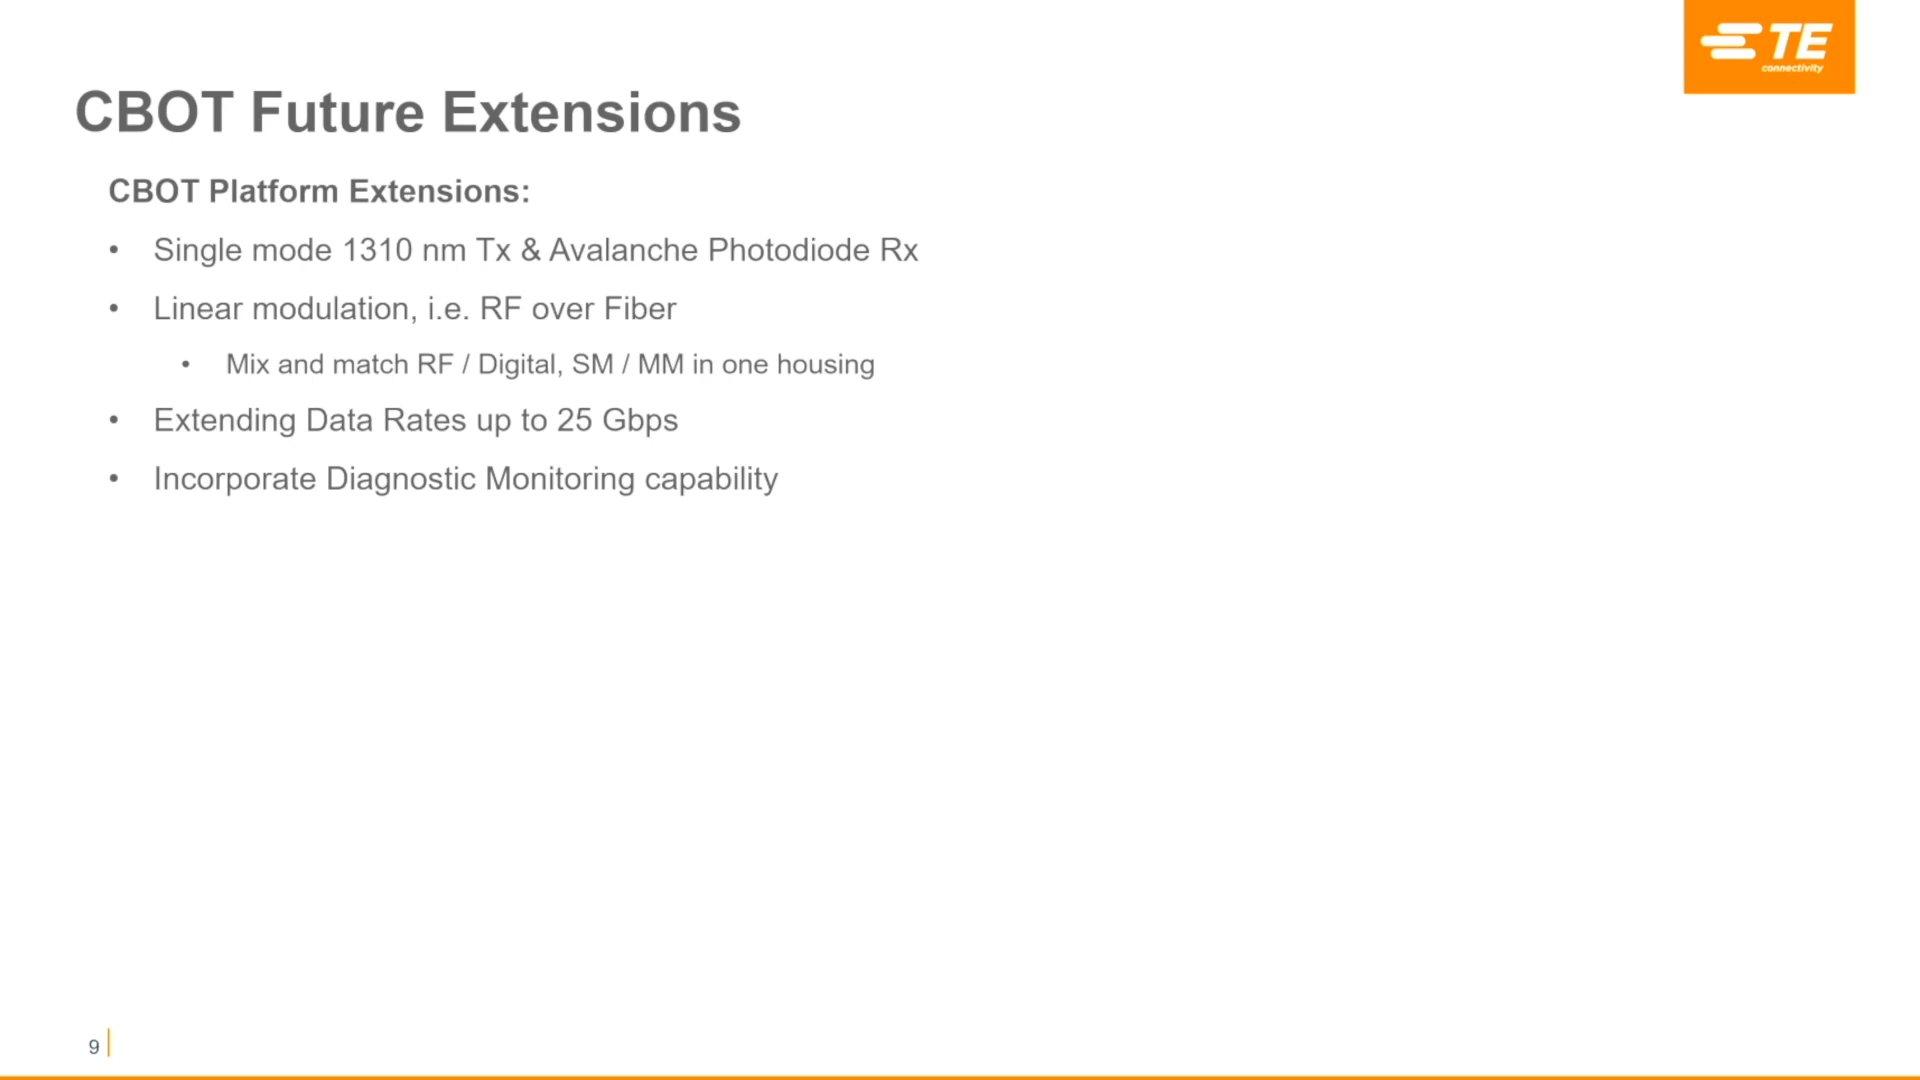 TE
connectivity
CBOT Future Extensions
CBOT Platform Extensions:
• Single mode 1310 nm Tx & Avalanche Photodiode Rx
• Linear modulation, i.e. RF over Fiber
• Mix and match RF / Digital, SM / MM in one housing
• Extending Data Rates up to 25 Gbps
• Incorporate Diagnostic Monitoring capability
9